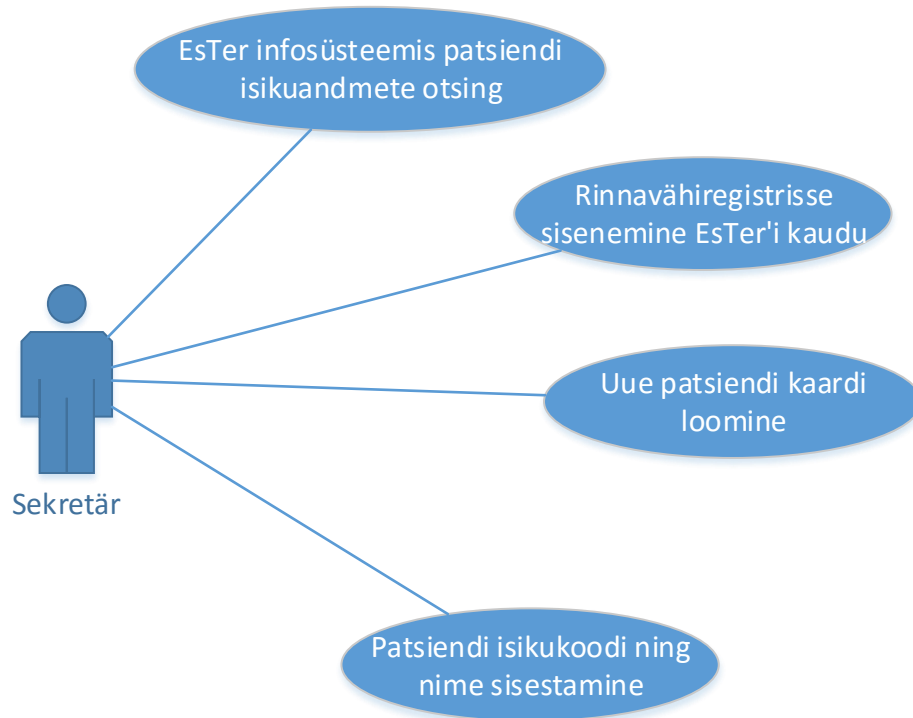 EsTer infosüsteemis patsiendi
isikuandmete otsing
Rinnavähiregistrisse
sisenemine EsTer'i kaudu
Uue patsiendi kaardi
loomine
Sekretär
Patsiendi isikukoodi ning
nime sisestamine